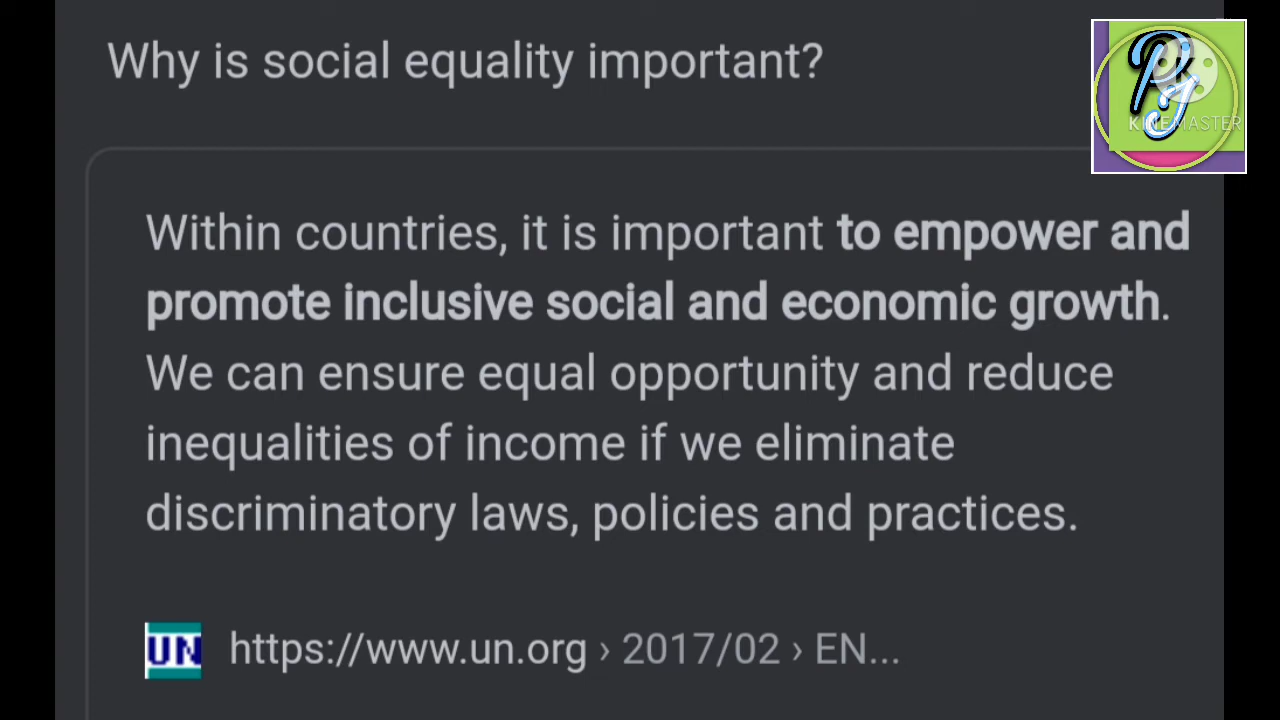 Why is social equality important?
KINEMASTER
Within countries, it is important to empower and
promote inclusive social and economic growth.
We can ensure equal opportunity and reduce
inequalities of income if we eliminate
discriminatory laws, policies and practices.
UN https://www.un.org › 2017/02 › EN...